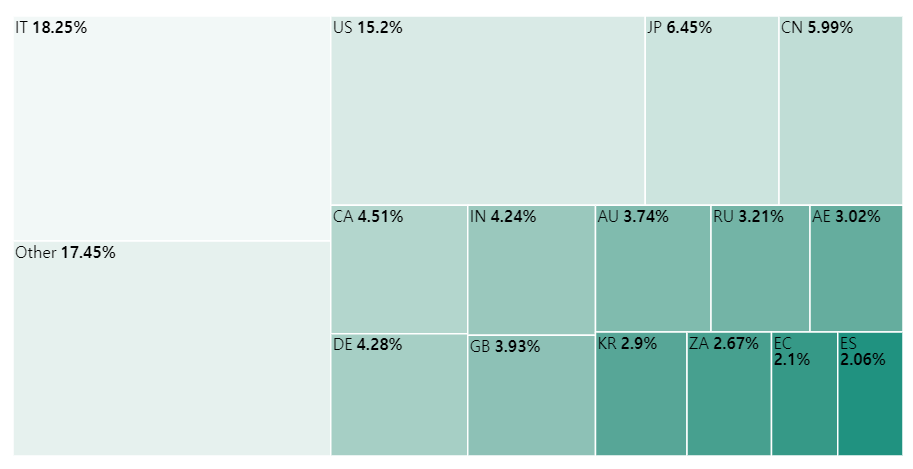 IT 18.25%
US 15.2%
JP 6.45%
CN 5.99%
CA 4.51%
IN 4.24%
AU 3.74%
RU 3.21%
AE 3.02%
Other 17.45%
DE 4.28%
GB 3.93%
KR 2.9%
ZA 2.67%
EC
2.1%
ES
2.06%